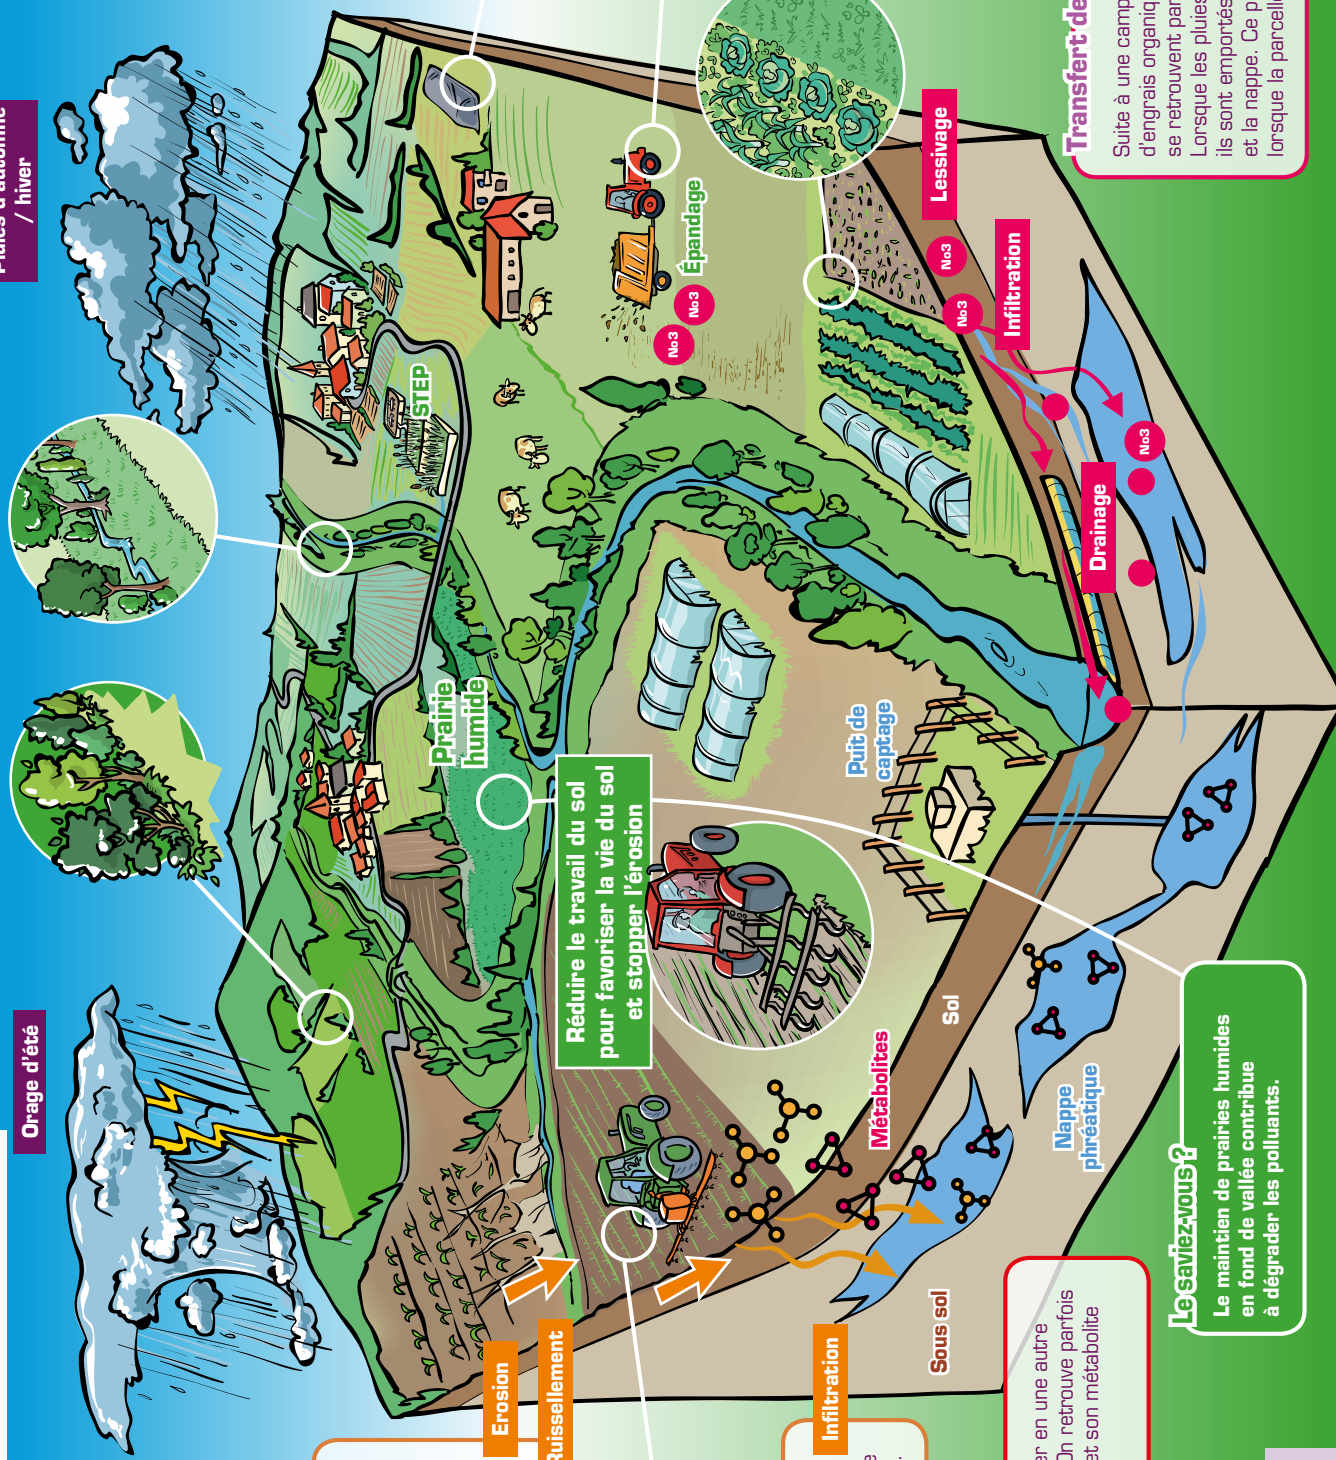 Orage d'été
/ hiver
STEP
Prairie
humide
Épandage
No3
No3
Réduire le travail du sol
pour favoriser la vie du sol
et stopper l'érosion
Puit de
captage
Lessivage
No3
No3
Infiltration
No3
Drainage
Erosion
Ruissellement
Infiltration
Métabolites
Sol
Nappe
phréatique
Sous sol
Le saviez-vous ?
Le maintien de prairies humides
en fond de vallée contribue
à dégrader les polluants.
Transfert de
Suite à une camp
d'engrais organiq
se retrouvent par
Lorsque les pluies
ils sont emportés
et la nappe. Ce p
lorsque la parcell
er en une autre
On retrouve parfois
et son métabolite